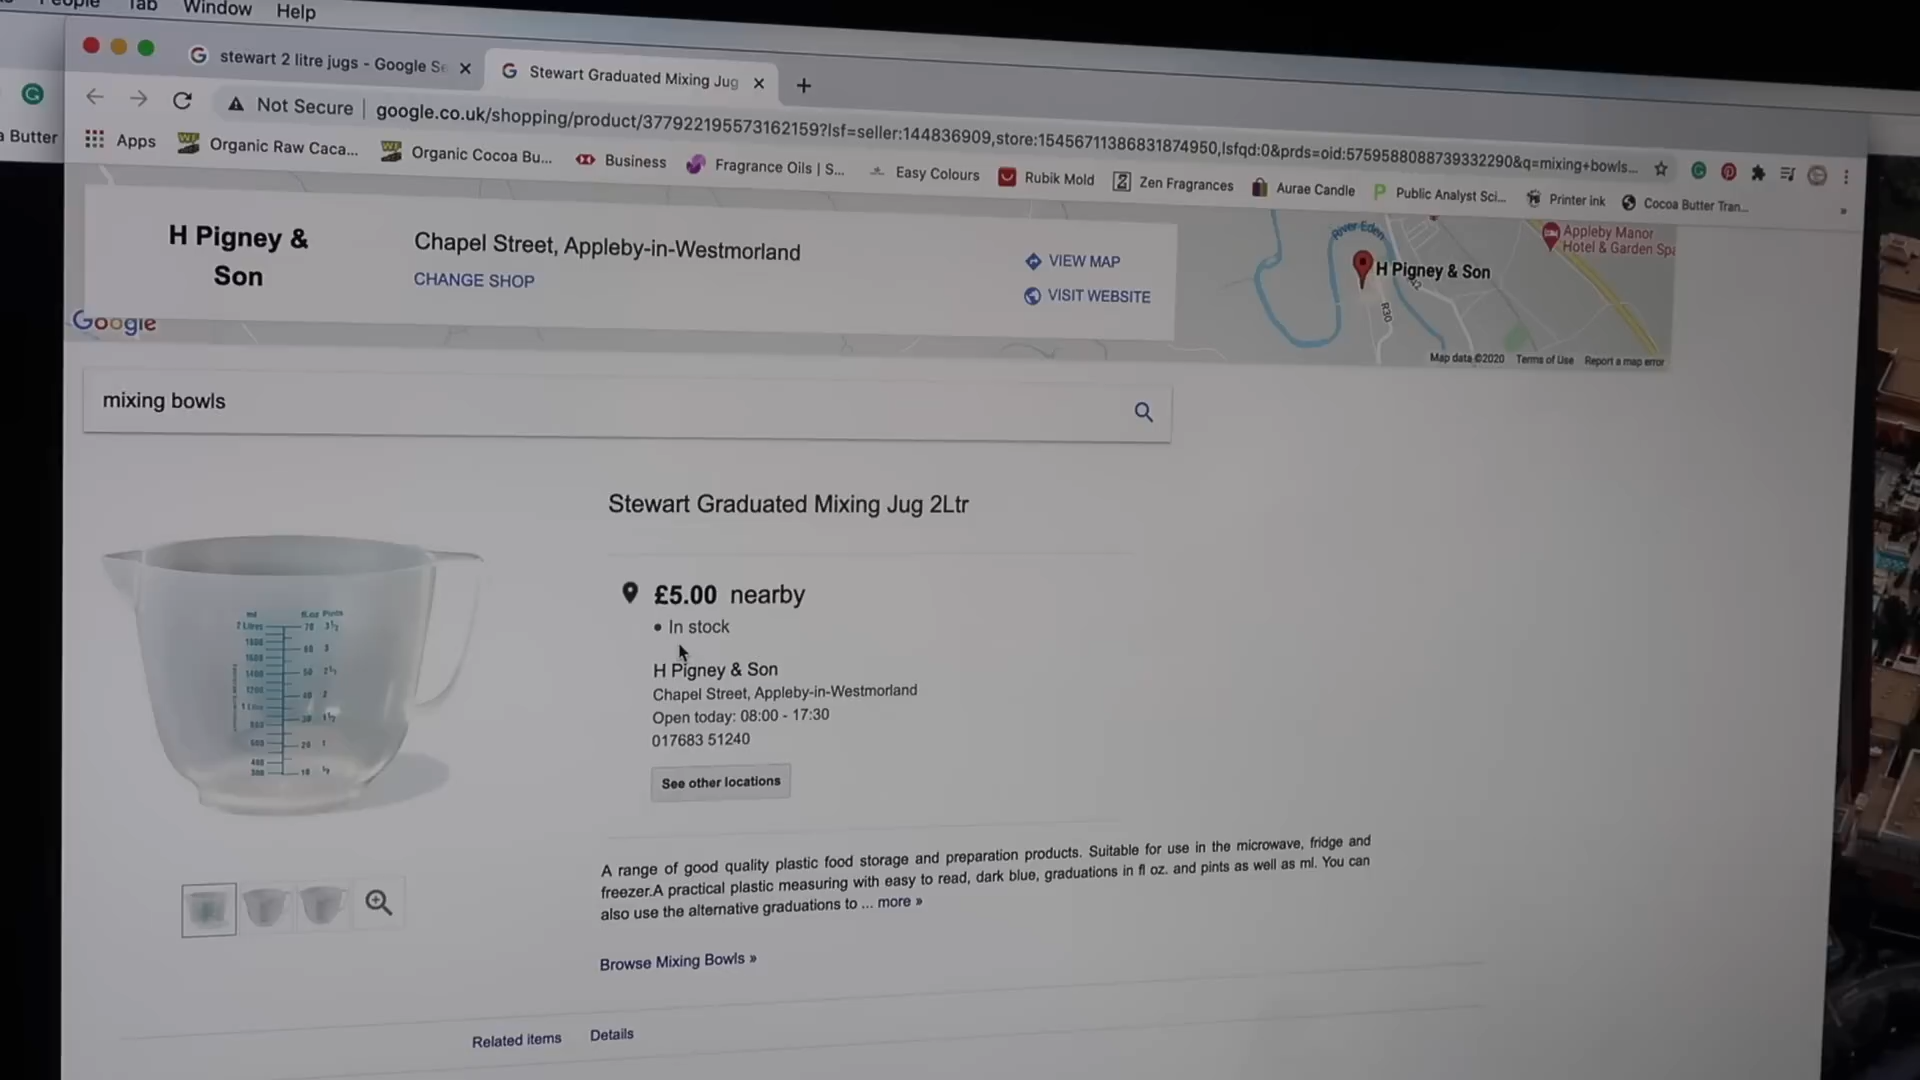 People Tab Window Help
stewart 2 litre jugs - Google Se
Stewart Graduated Mixing Jug
Not Secure | google.co.uk/shopping/product/377922195573162159?lsf=seller:144836909,store:15456711386831874950,lsfqd:0&prds=oid:5759588088739332290&q=mixing+bowls...
a Butter
Apps
Organic Raw Caca...
Organic Cocoa Bu...
Business
Fragrance Oils | S...
Easy Colours
Rubik Mold
Zen Fragrances
Aurae Candle
Public Analyst Sci...
Printer ink
Cocoa Butter Tran...
»
H Pigney &
Son
Chapel Street, Appleby-in-Westmorland
CHANGE SHOP
VIEW MAP
VISIT WEBSITE
Google
River Eden
Appleby Manor
Hotel & Garden Spa
H Pigney & Son
Map data ©2020 Terms of Use Report a map error
mixing bowls
Stewart Graduated Mixing Jug 2Ltr
£5.00 nearby
• In stock
H Pigney & Son
Chapel Street, Appleby-in-Westmorland
Open today: 08:00 - 17:30
017683 51240
See other locations
A range of good quality plastic food storage and preparation products. Suitable for use in the microwave, fridge and
freezer.A practical plastic measuring with easy to read, dark blue, graduations in fl oz. and pints as well as ml. You can
also use the alternative graduations to ... more »
Browse Mixing Bowls »
Related items Details